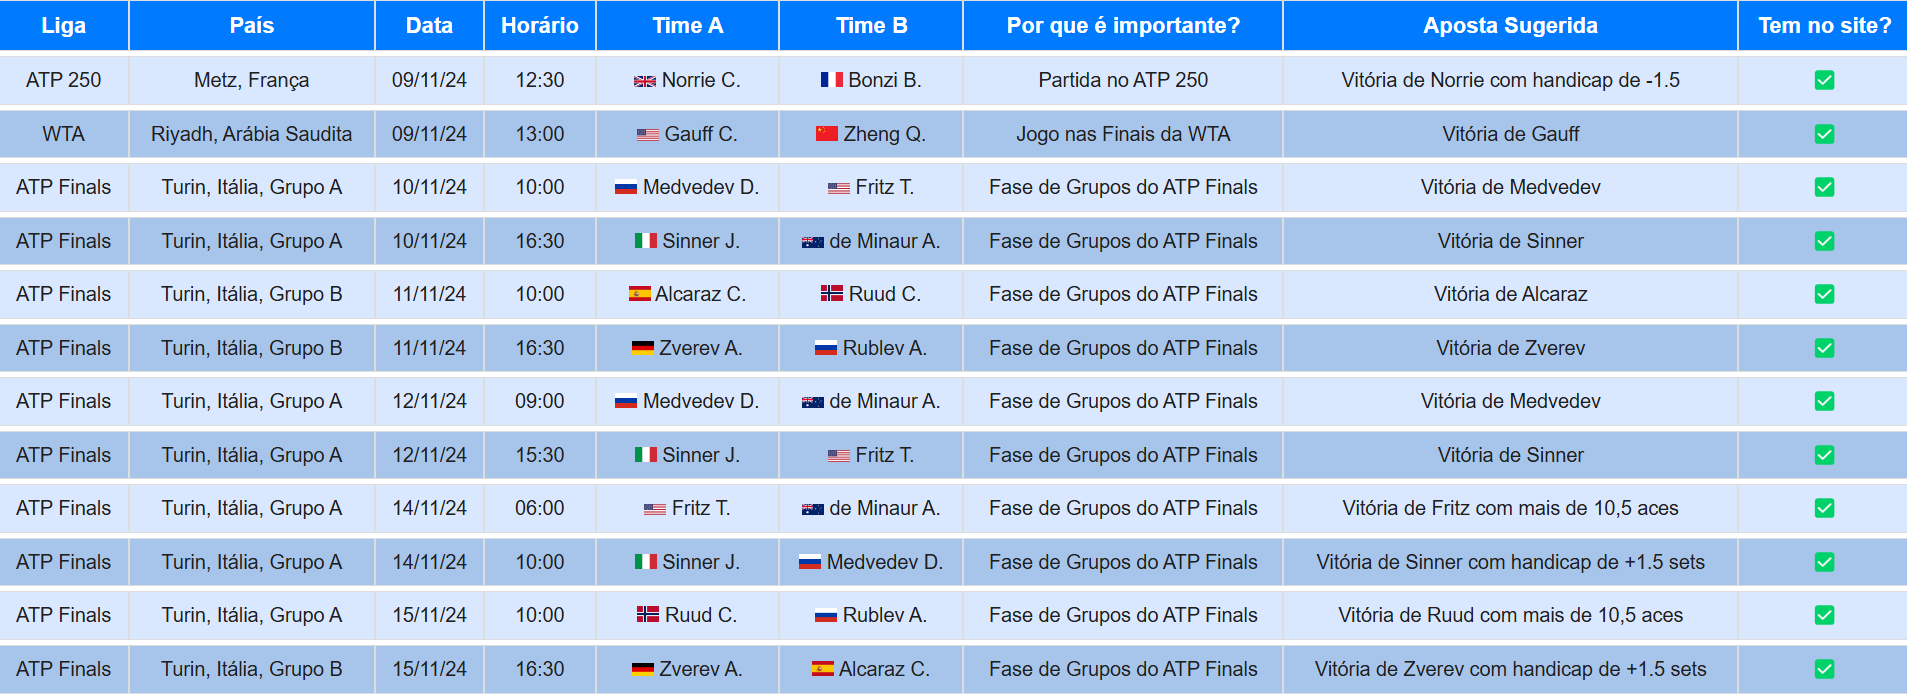 Liga País Data Horário Time A Time B Por que é importante? Aposta Sugerida Tem no site?
ATP 250 Metz, França 09/11/24 12:30 Norrie C. Bonzi B. Partida no ATP 250 Vitória de Norrie com handicap de -1.5
WTA Riyadh, Arábia Saudita 09/11/24 13:00 Gauff C. Zheng Q. Jogo nas Finais da WTA Vitória de Gauff
ATP Finals Turin, Itália, Grupo A 10/11/24 10:00 Medvedev D. Fritz T. Fase de Grupos do ATP Finals Vitória de Medvedev
ATP Finals Turin, Itália, Grupo A 10/11/24 16:30 Sinner J. de Minaur A. Fase de Grupos do ATP Finals Vitória de Sinner
ATP Finals Turin, Itália, Grupo B 11/11/24 10:00 Alcaraz C. Ruud C. Fase de Grupos do ATP Finals Vitória de Alcaraz
ATP Finals Turin, Itália, Grupo B 11/11/24 16:30 Zverev A. Rublev A. Fase de Grupos do ATP Finals Vitória de Zverev
ATP Finals Turin, Itália, Grupo A 12/11/24 09:00 Medvedev D. de Minaur A. Fase de Grupos do ATP Finals Vitória de Medvedev
ATP Finals Turin, Itália, Grupo A 12/11/24 15:30 Sinner J. Fritz T. Fase de Grupos do ATP Finals Vitória de Sinner
ATP Finals Turin, Itália, Grupo A 14/11/24 06:00 Fritz T. de Minaur A. Fase de Grupos do ATP Finals Vitória de Fritz com mais de 10,5 aces
ATP Finals Turin, Itália, Grupo A 14/11/24 10:00 Sinner J. Medvedev D. Fase de Grupos do ATP Finals Vitória de Sinner com handicap de +1.5 sets
ATP Finals Turin, Itália, Grupo A 15/11/24 10:00 Ruud C. Rublev A. Fase de Grupos do ATP Finals Vitória de Ruud com mais de 10,5 aces
ATP Finals Turin, Itália, Grupo B 15/11/24 16:30 Zverev A. Alcaraz C. Fase de Grupos do ATP Finals Vitória de Zverev com handicap de +1.5 sets